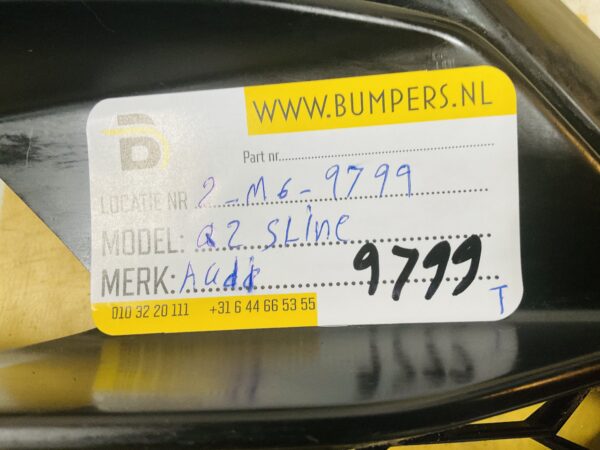 WWW.BUMPERS.NL
Part nr.
LOCATIE NR 2-M6-9799
MODEL: Q2 SLine
MERK: Audi 9799
010 32 20 111 +31 6 44 66 53 55 T